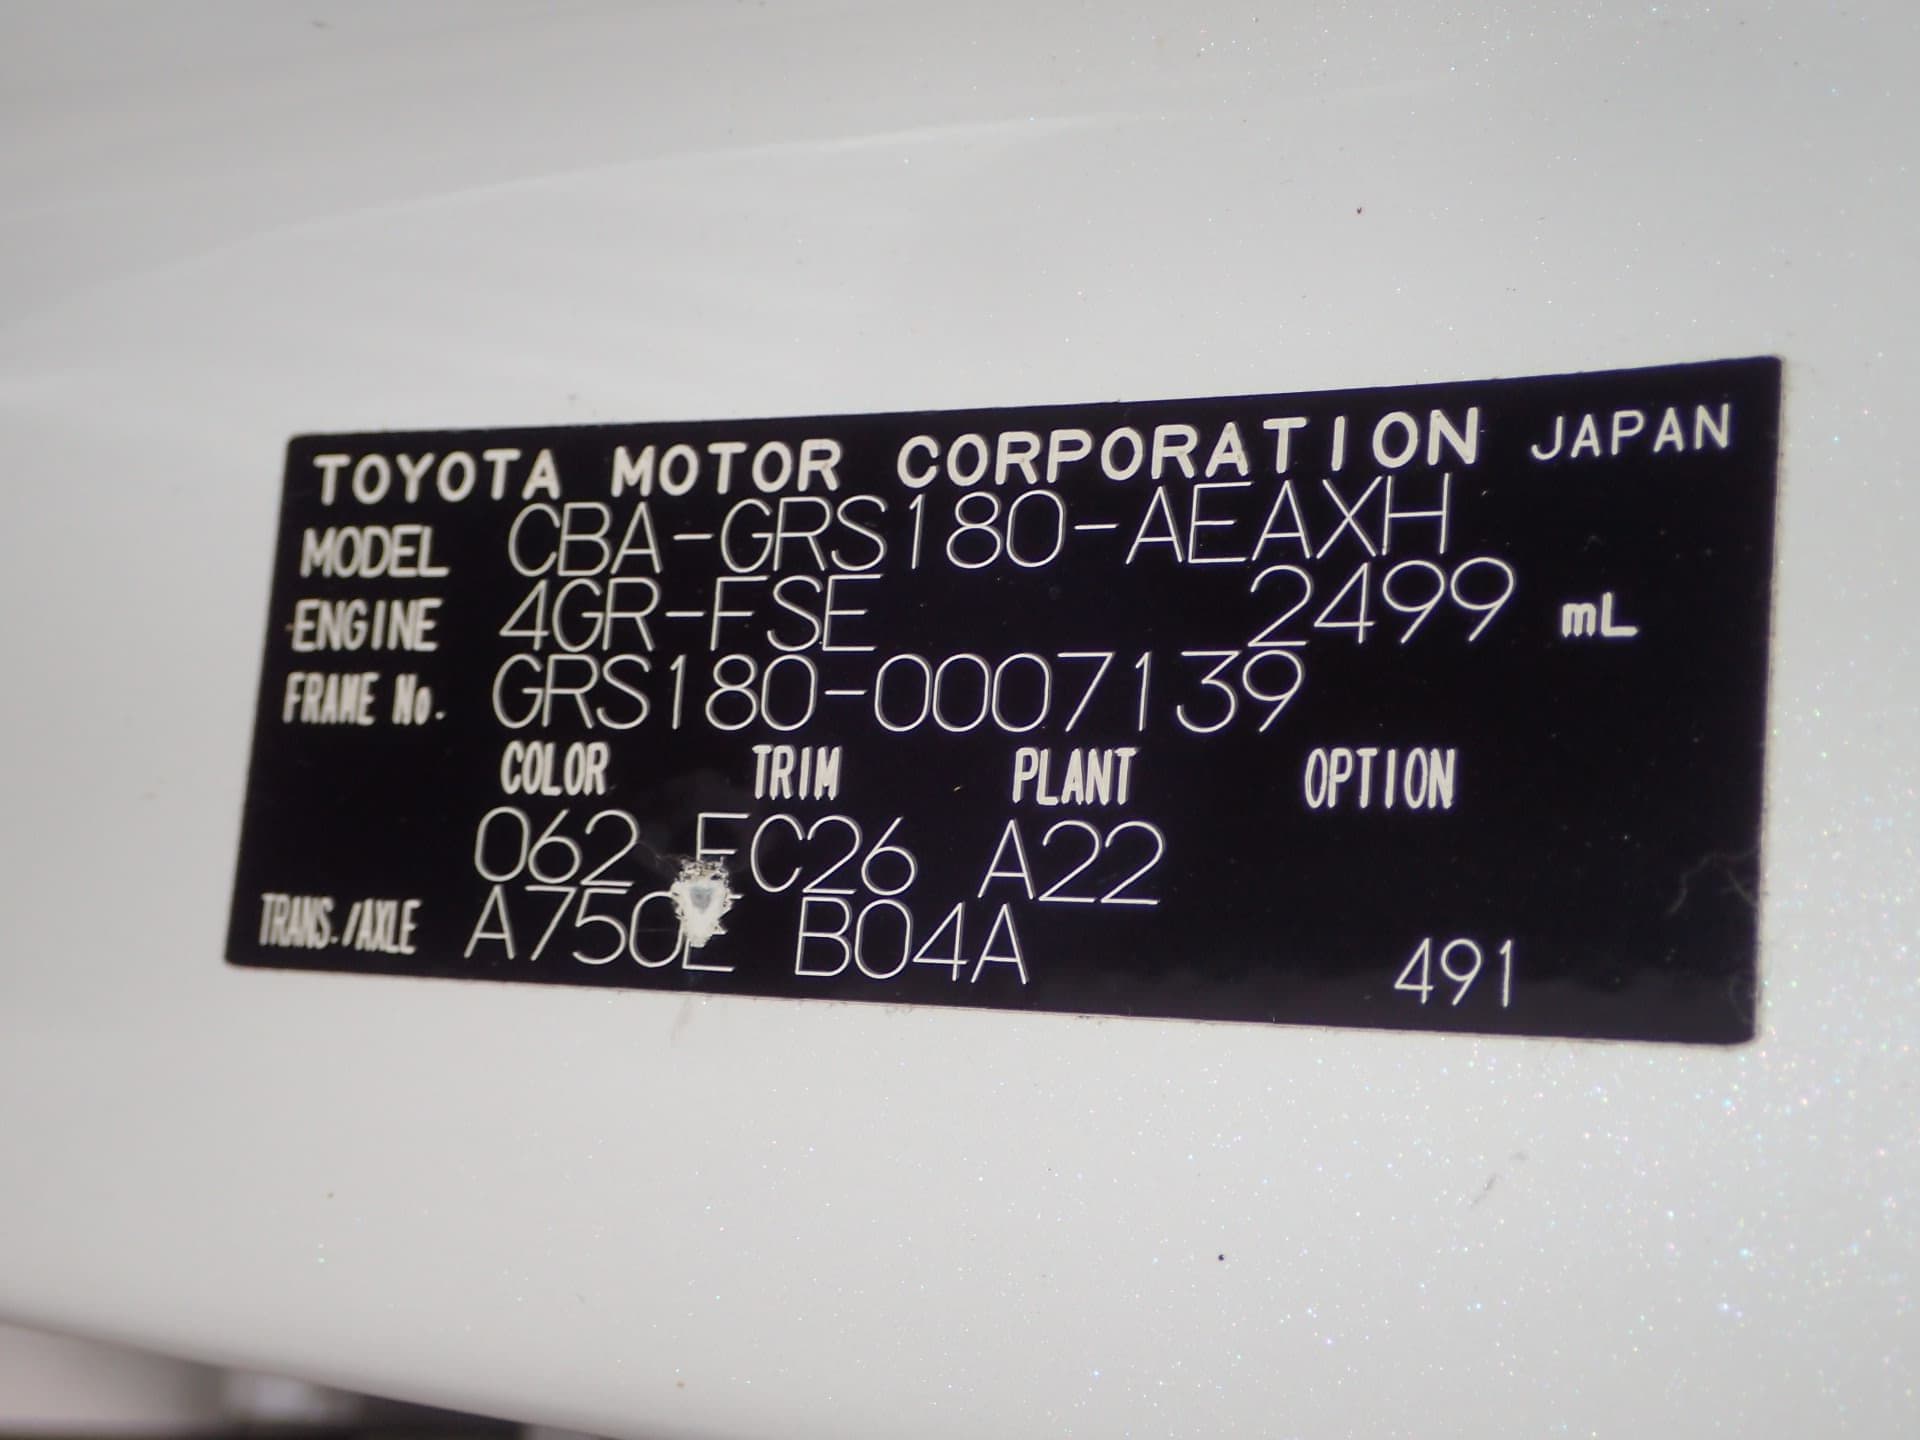 TOYOTA MOTOR CORPORATION JAPAN
MODEL CBA-GRS180-AEAXH
ENGINE 4GR-FSE 2499 mL
FRAME No. GRS180-0007139
COLOR TRIM PLANT OPTION
062 FC26 A22
TRANS./AXLE A750E B04A 491